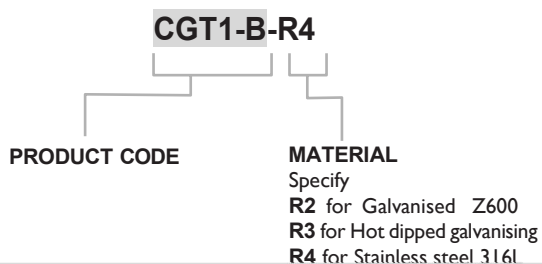 CGT1-B-R4
PRODUCT CODE
MATERIAL
Specify
R2 for Galvanised Z600
R3 for Hot dipped galvanising
R4 for Stainless steel 316L